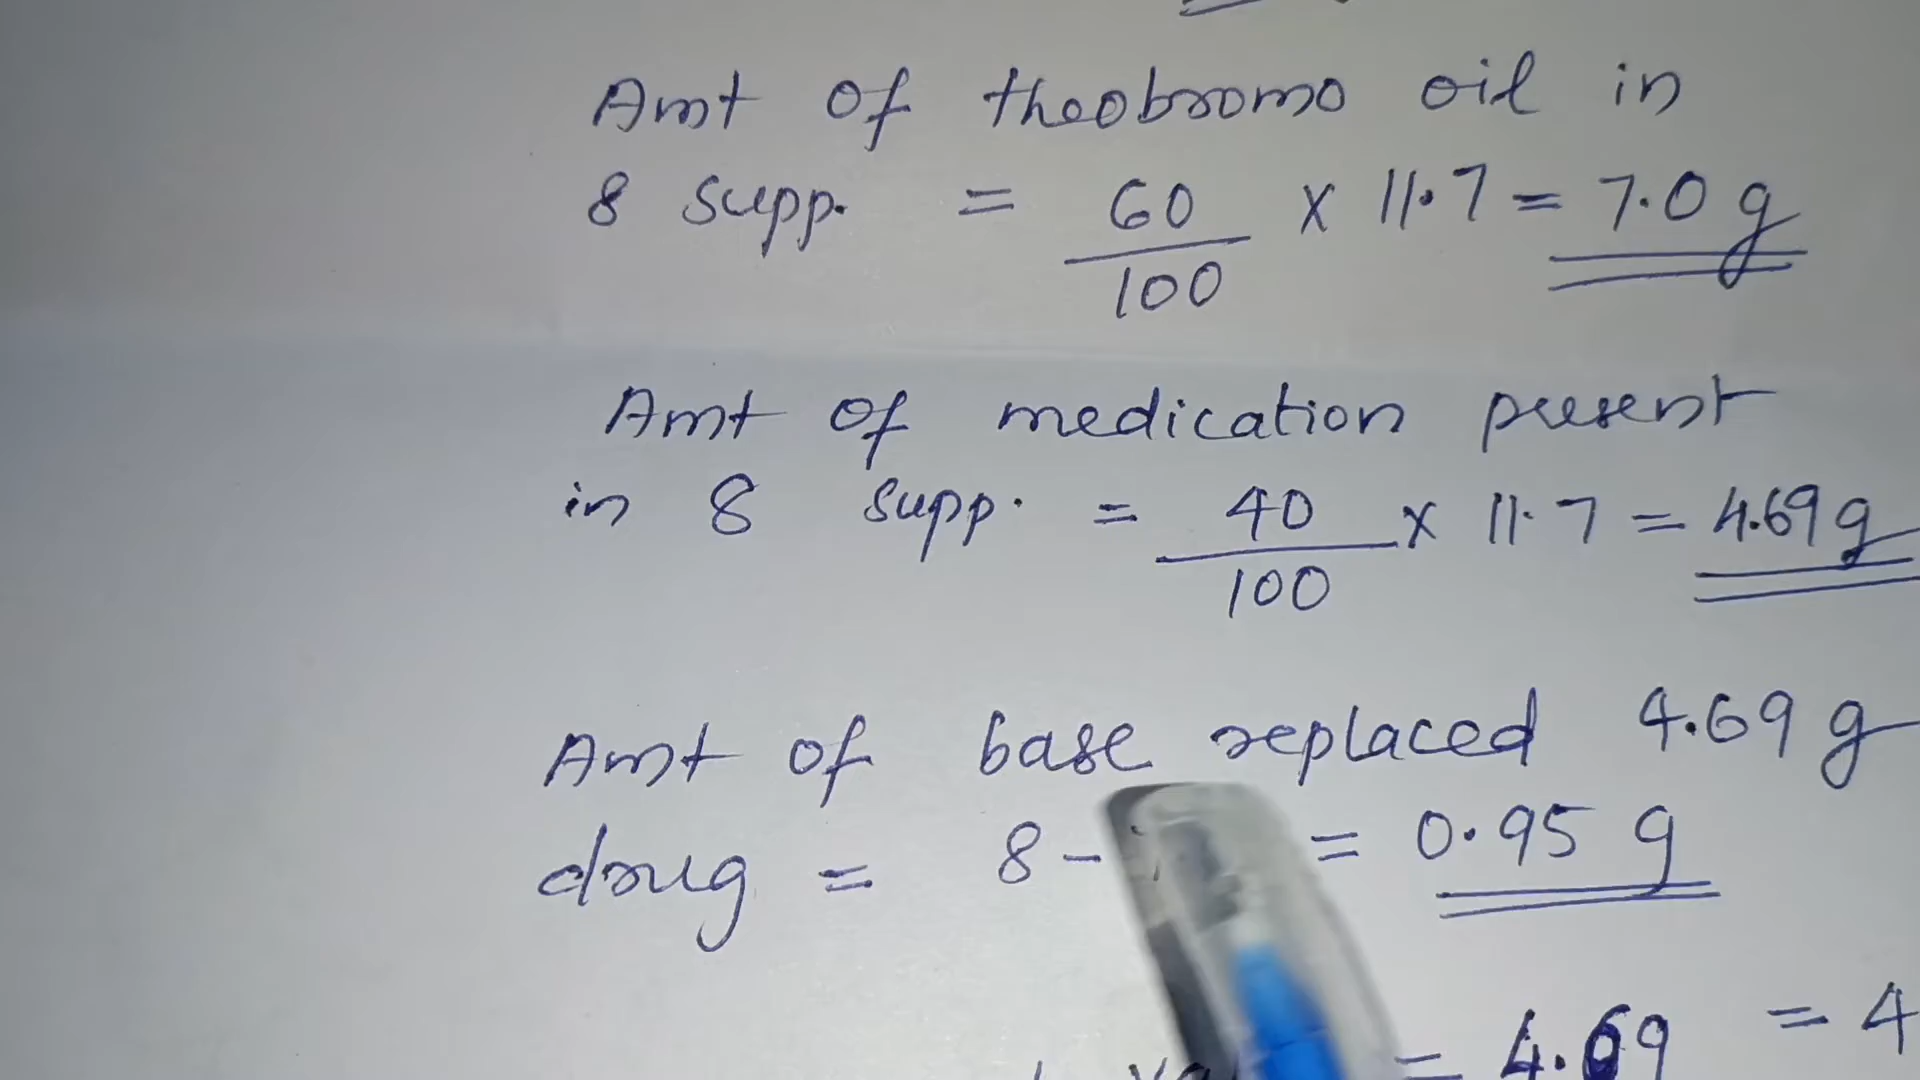 Amt of theobromo oil in
8 supp. = 60/100 x 11.7 = 7.0 g
Amt of medication present
in 8 supp. = 40/100 x 11.7 = 4.69 g
Amt of base replaced 4.69 g
drug = 8 - = 0.95 g
= 4.69 = 4